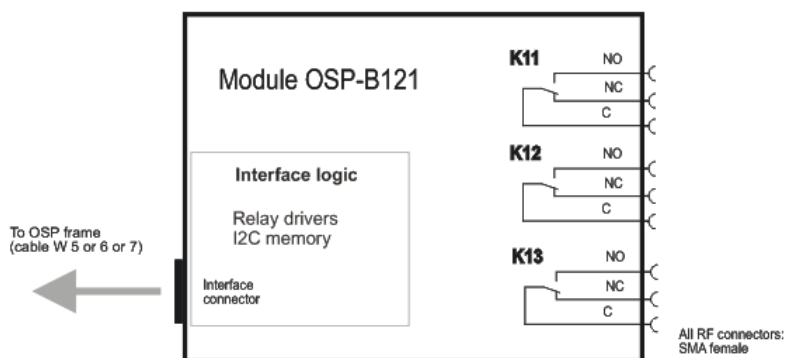 Module OSP-B121
K11
NO
NC
C
K12
NO
NC
C
K13
NO
NC
C
Interface logic
Relay drivers
I2C memory
Interface
connector
To OSP frame
(cable W 5 or 6 or 7)
All RF connectors:
SMA female